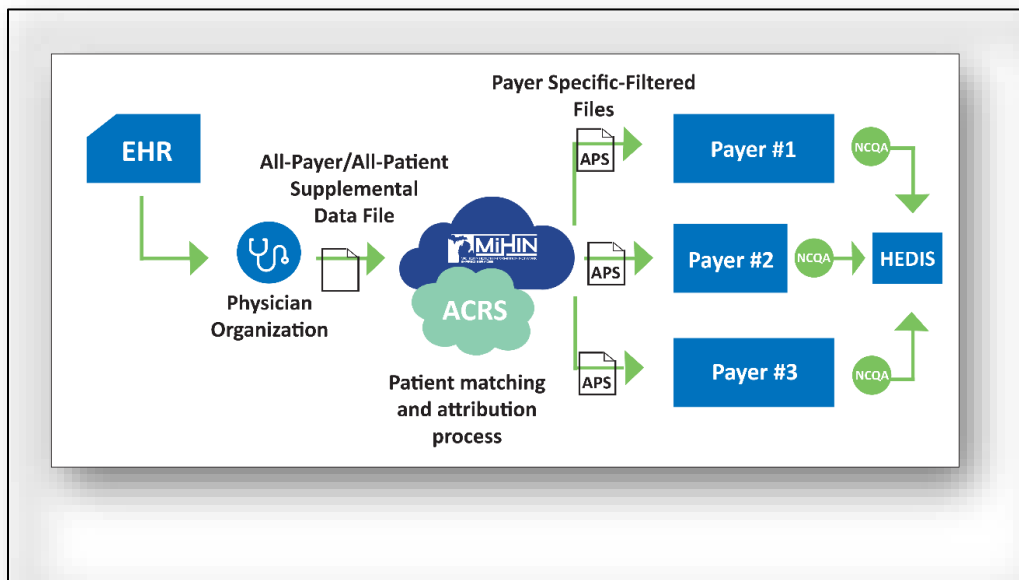 EHR
All-Payer/All-Patient
Supplemental
Data File
Physician
Organization
MiHIN
ACRS
Patient matching
and attribution
process
Payer Specific-Filtered
Files
APS
Payer #1
NCQA
APS
Payer #2
NCQA
HEDIS
APS
Payer #3
NCQA